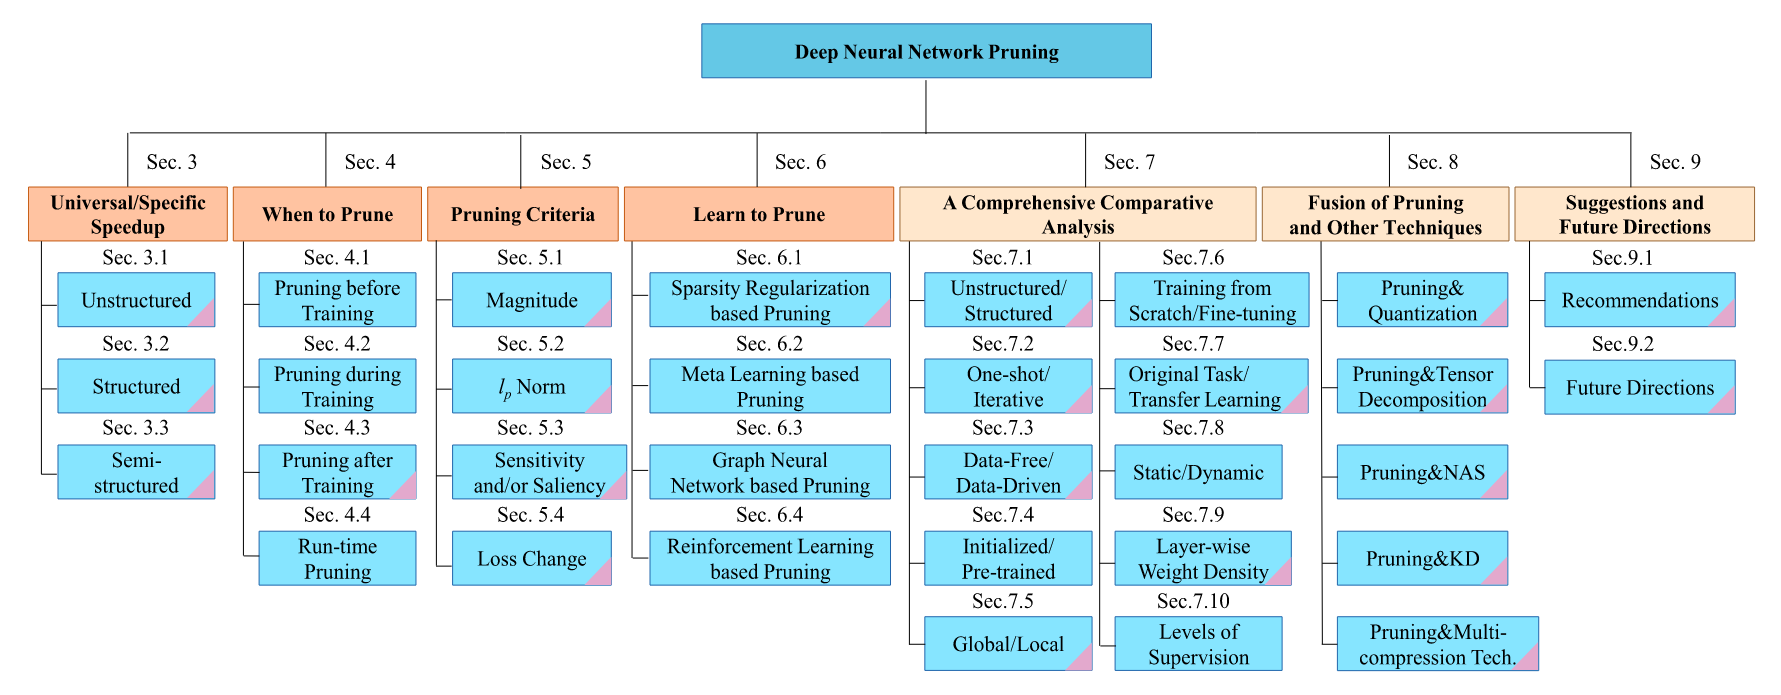 Deep Neural Network Pruning
Sec. 3
Universal/Specific
Speedup
Sec. 3.1
Unstructured
Sec. 3.2
Structured
Sec. 3.3
Semi-
structured
Sec. 4
When to Prune
Sec. 4.1
Pruning before
Training
Sec. 4.2
Pruning during
Training
Sec. 4.3
Pruning after
Training
Sec. 4.4
Run-time
Pruning
Sec. 5
Pruning Criteria
Sec. 5.1
Magnitude
Sec. 5.2
lp Norm
Sec. 5.3
Sensitivity
and/or Saliency
Sec. 5.4
Loss Change
Sec. 6
Learn to Prune
Sec. 6.1
Sparsity Regularization
based Pruning
Sec. 6.2
Meta Learning based
Pruning
Sec. 6.3
Graph Neural
Network based Pruning
Sec. 6.4
Reinforcement Learning
based Pruning
Sec. 7
A Comprehensive Comparative
Analysis
Sec.7.1
Unstructured/
Structured
Sec.7.2
One-shot/
Iterative
Sec.7.3
Data-Free/
Data-Driven
Sec.7.4
Initialized/
Pre-trained
Sec.7.5
Global/Local
Sec.7.6
Training from
Scratch/Fine-tuning
Sec.7.7
Original Task/
Transfer Learning
Sec.7.8
Static/Dynamic
Sec.7.9
Layer-wise
Weight Density
Sec.7.10
Levels of
Supervision
Sec. 8
Fusion of Pruning
and Other Techniques
Pruning&
Quantization
Pruning&Tensor
Decomposition
Pruning&NAS
Pruning&KD
Pruning&Multi-
compression Tech.
Sec. 9
Suggestions and
Future Directions
Sec.9.1
Recommendations
Sec.9.2
Future Directions